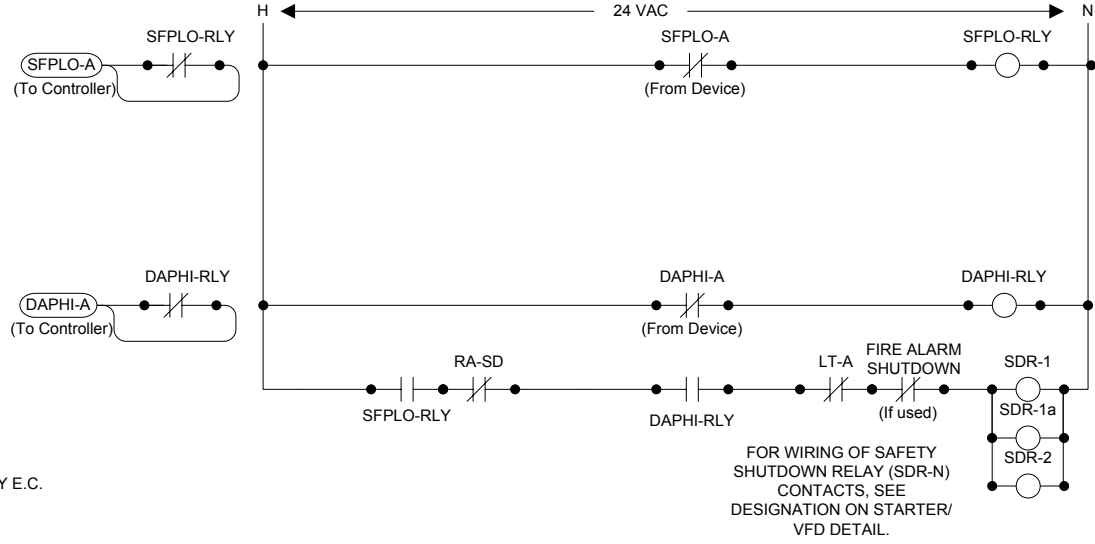 H 24 VAC N
SFPLO-RLY SFPLO-A SFPLO-RLY
SFPLO-A
(To Controller) (From Device)
DAPHI-RLY DAPHI-A DAPHI-RLY
DAPHI-A
(To Controller) (From Device)
RA-SD LT-A FIRE ALARM SDR-1
SHUTDOWN
SFPLO-RLY DAPHI-RLY (If used) SDR-1a
SDR-2
FOR WIRING OF SAFETY
SHUTDOWN RELAY (SDR-N)
CONTACTS, SEE
DESIGNATION ON STARTER/
VFD DETAIL.
Y E.C.